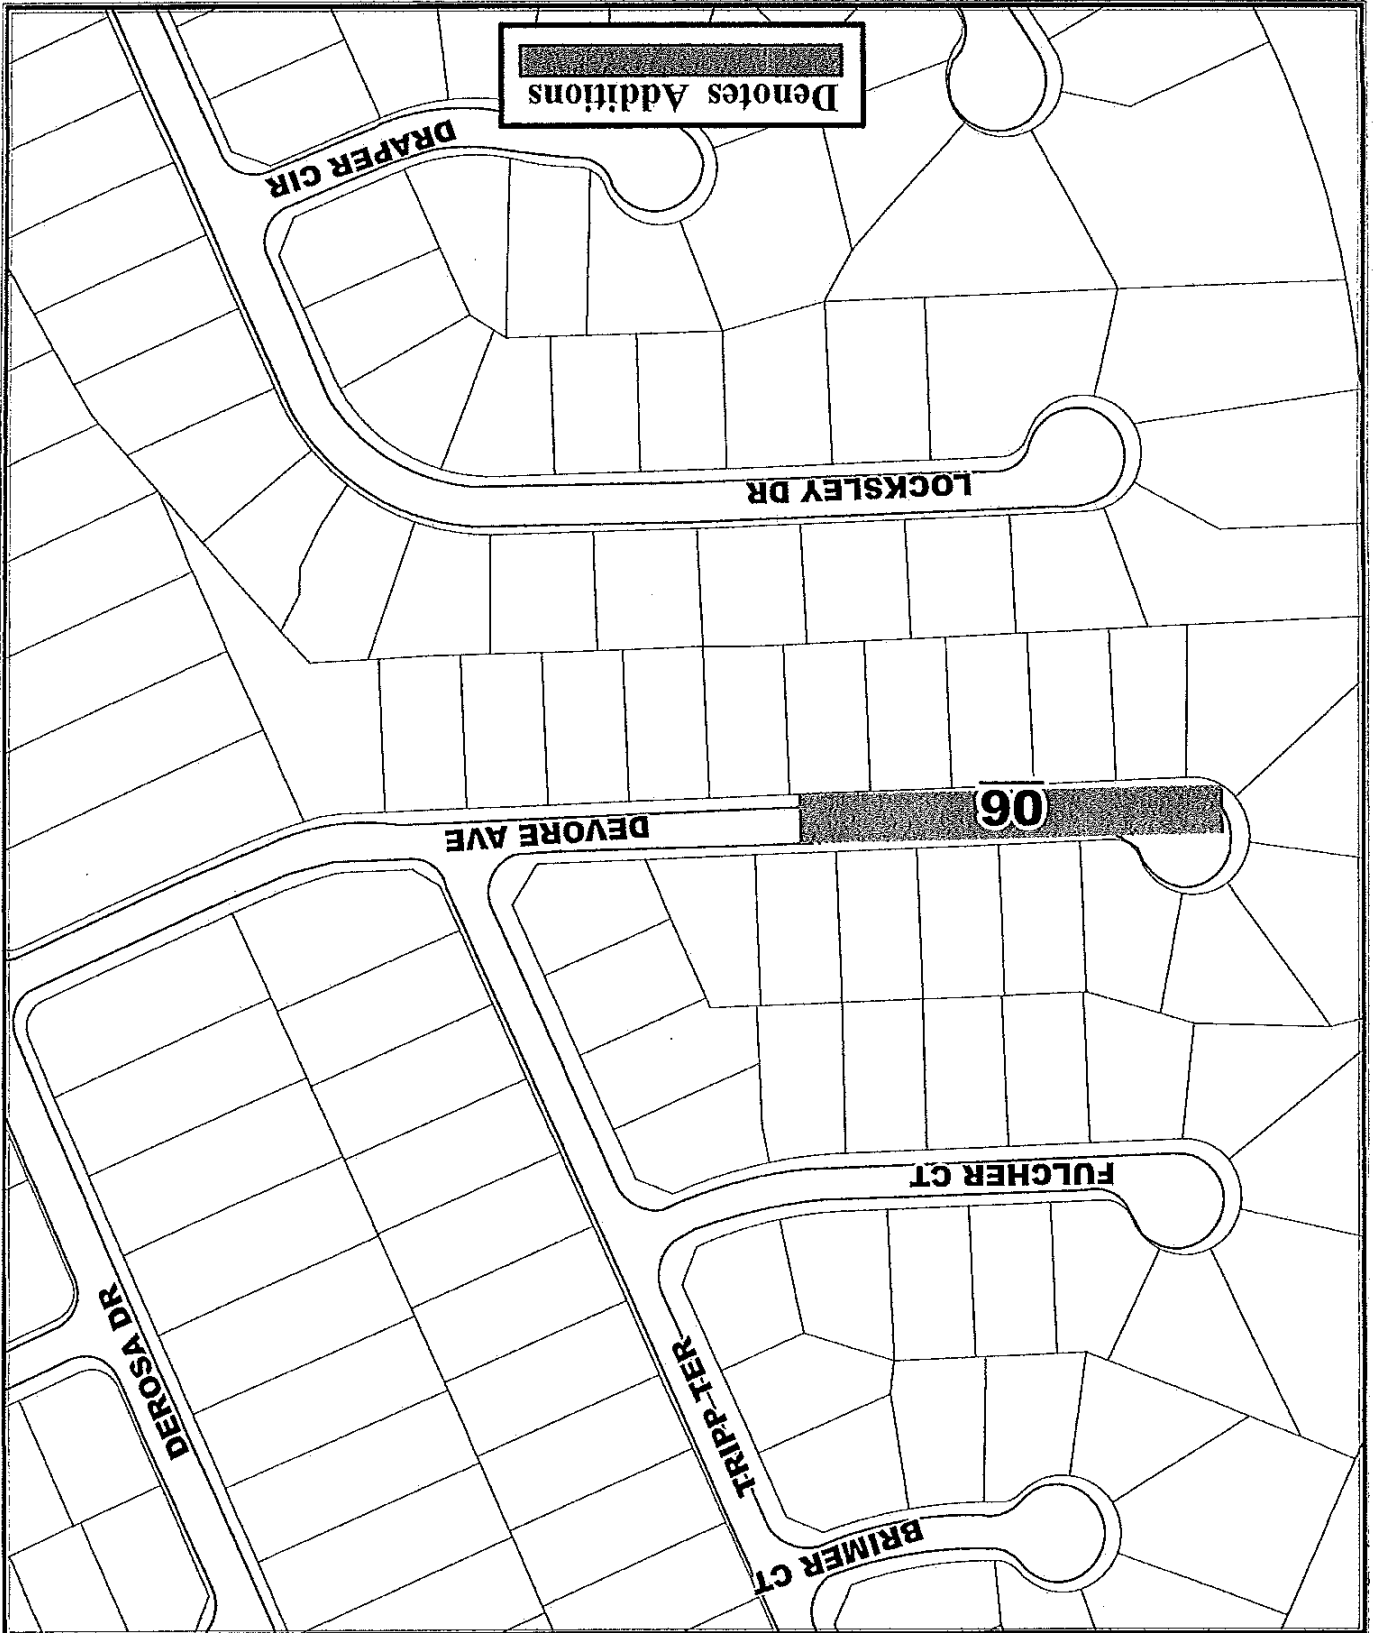 BRIMER CT
TRIPP TER
DEROSA DR
FULCHER CT
06
DEVORE AVE
LOCKSLEY DR
DRAPER CIR
Denotes Additions